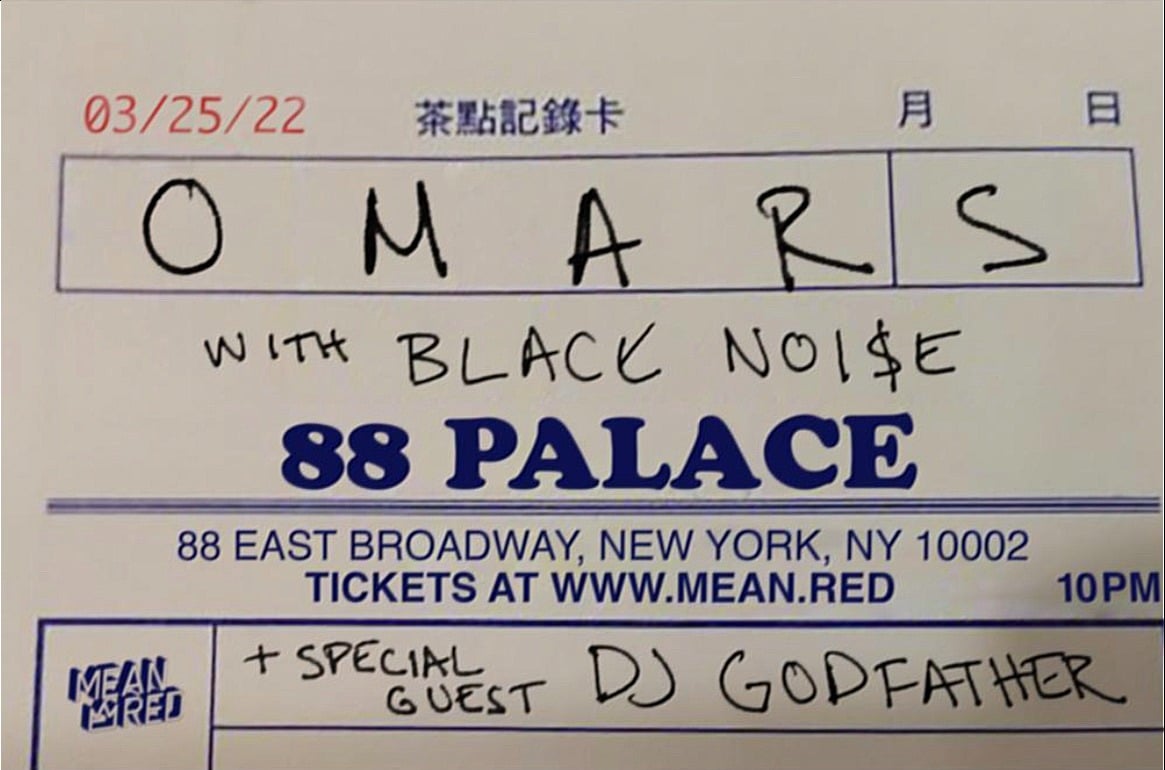 03/25/22 茶點記錄卡 月 日
O M A R S
WITH BLACK NOI$E
88 PALACE
88 EAST BROADWAY, NEW YORK, NY 10002
TICKETS AT WWW.MEAN.RED 10PM
MEAN RED
+ SPECIAL GUEST DJ GODFATHER